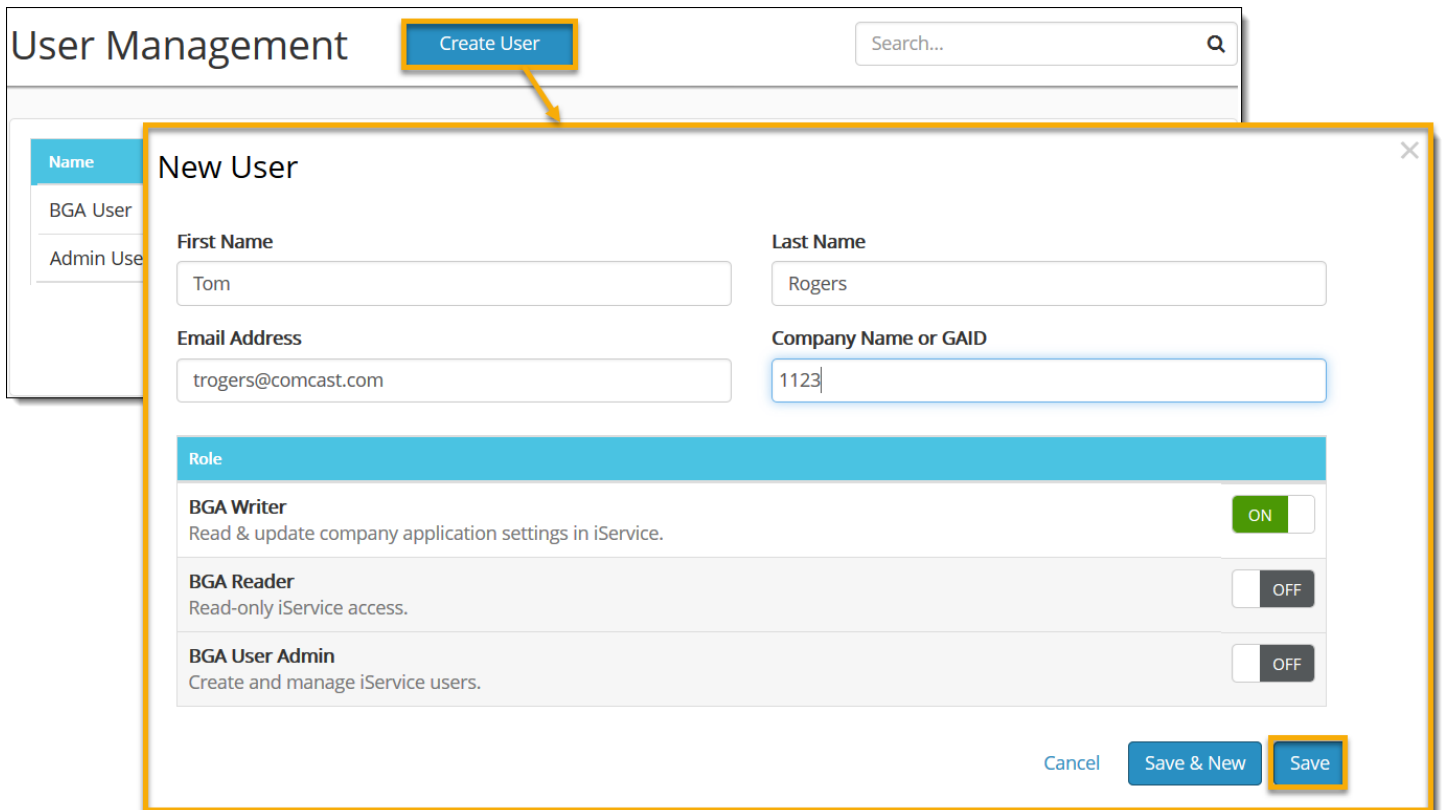 User Management
Create User
Search...
Name
BGA User
Admin Use
New User
First Name
Last Name
Tom
Rogers
Email Address
Company Name or GAID
trogers@comcast.com
1123
Role
BGA Writer
Read & update company application settings in iService.
ON
BGA Reader
Read-only iService access.
OFF
BGA User Admin
Create and manage iService users.
OFF
Cancel
Save & New
Save